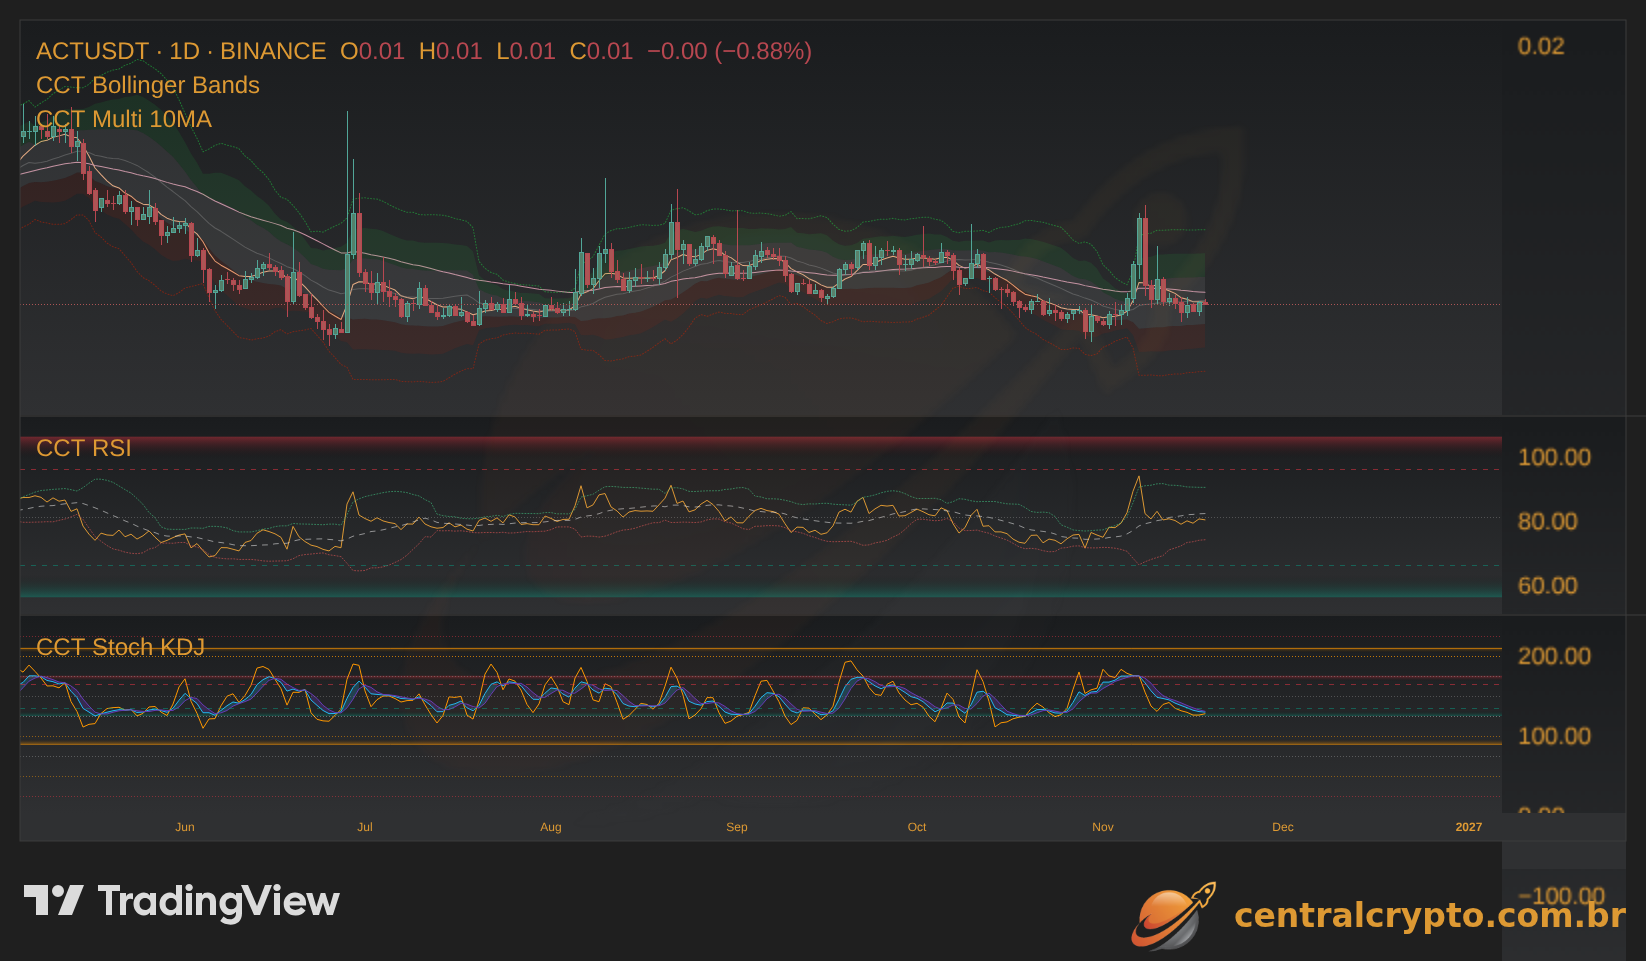 ACTUSDT · 1D · BINANCE O0.01 H0.01 L0.01 C0.01 −0.00 (−0.88%)
CCT Bollinger Bands
CCT Multi 10MA
0.02
CCT RSI
100.00
80.00
60.00
CCT Stoch KDJ
200.00
100.00
0.00
Jun Jul Aug Sep Oct Nov Dec 2027
−100.00
TradingView
centralcrypto.com.br